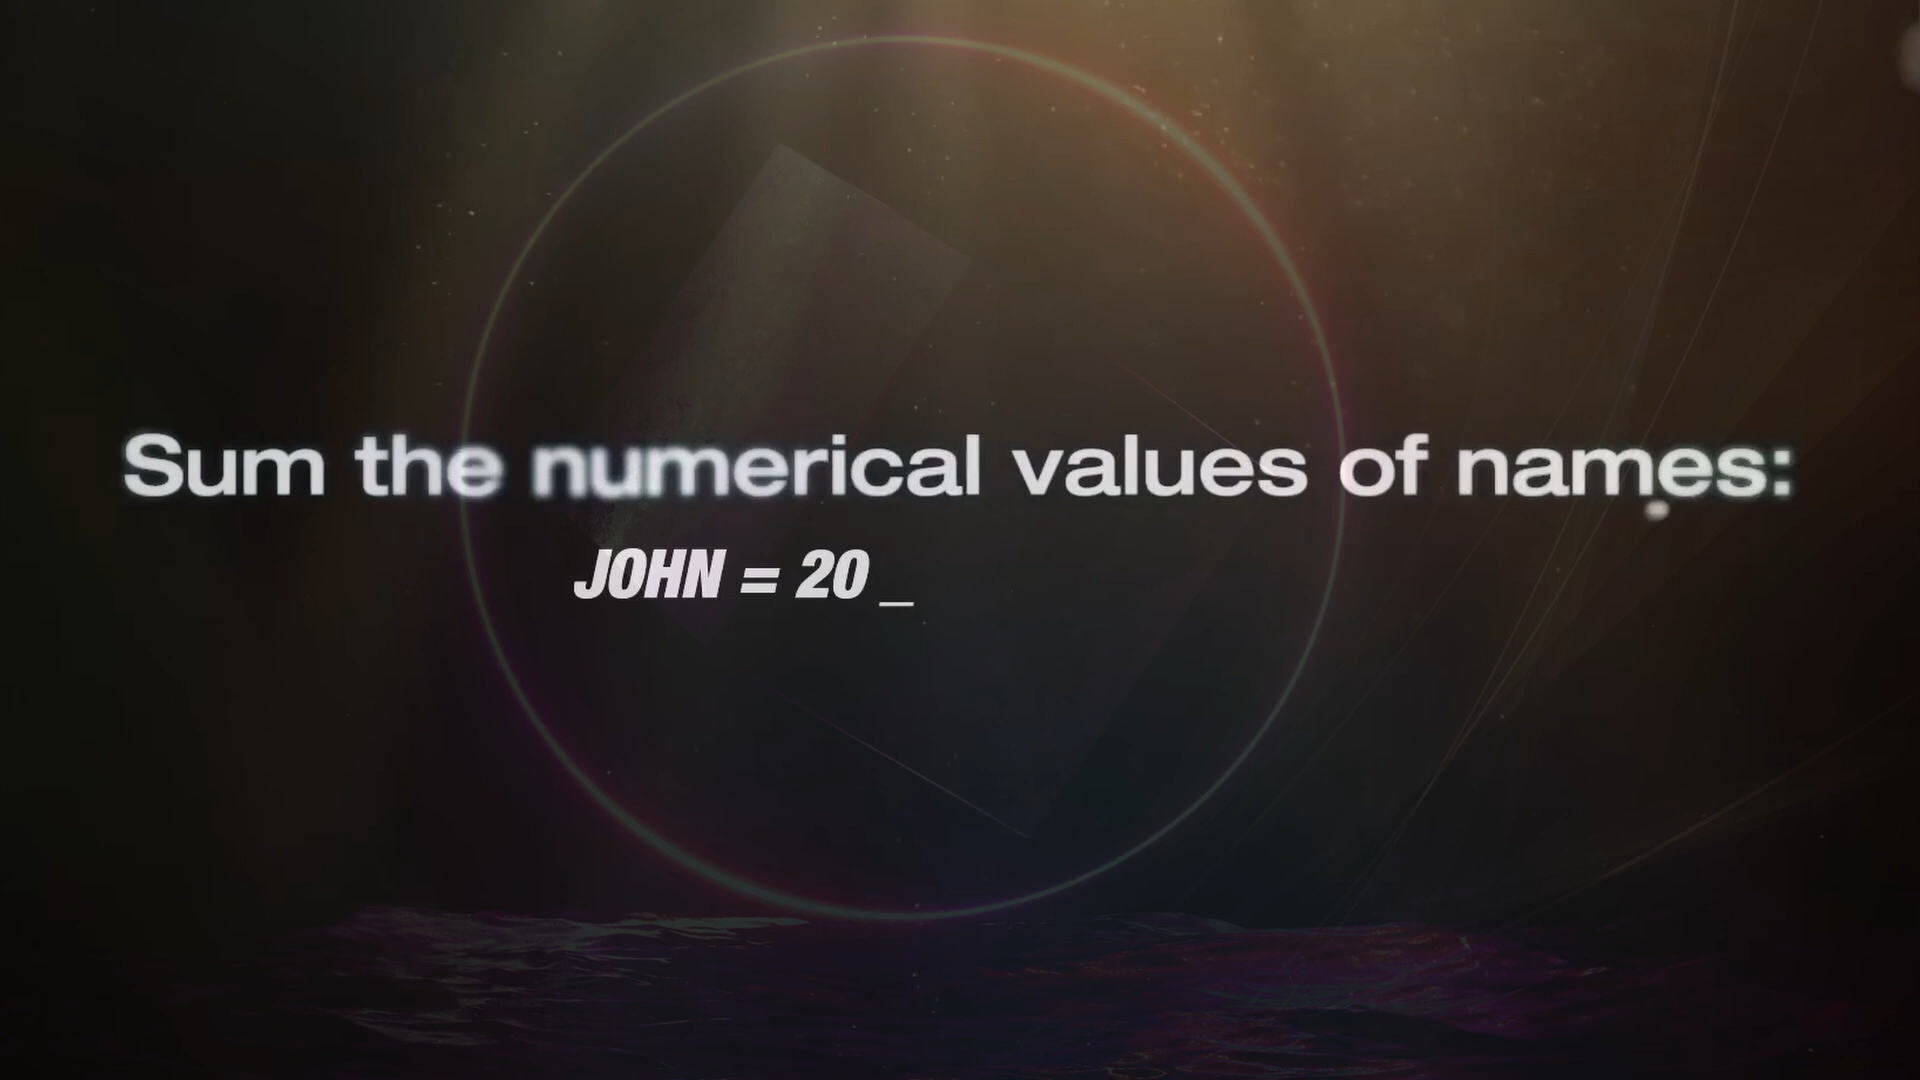 Sum the numerical values of names:
JOHN = 20 _